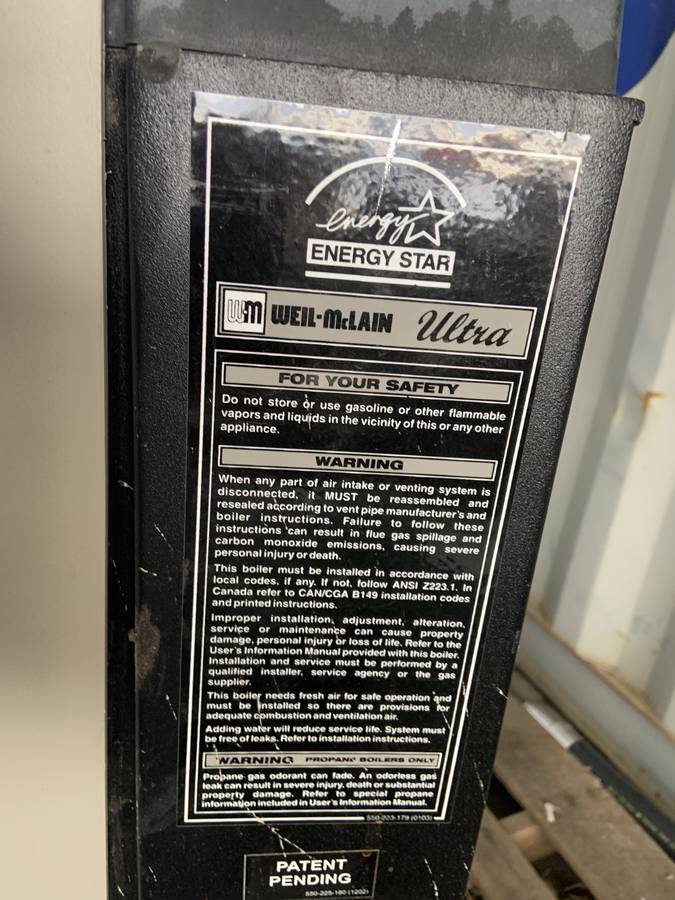 energy
ENERGY STAR
W·M WEIL-McLAIN Ultra
FOR YOUR SAFETY
Do not store or use gasoline or other flammable
vapors and liquids in the vicinity of this or any other
appliance.
WARNING
When any part of air intake or venting system is
disconnected, it MUST be reassembled and
resealed according to vent pipe manufacturer's and
boiler instructions. Failure to follow these
instructions can result in flue gas spillage and
carbon monoxide emissions, causing severe
personal injury or death.
This boiler must be installed in accordance with
local codes, if any. If not, follow ANSI Z223.1. In
Canada refer to CAN/CGA B149 installation codes
and printed instructions.
Improper installation, adjustment, alteration,
service or maintenance can cause property
damage, personal injury or loss of life. Refer to the
User's Information Manual provided with this boiler.
Installation and service must be performed by a
qualified installer, service agency or the gas
supplier.
This boiler needs fresh air for safe operation and
must be installed so there are provisions for
adequate combustion and ventilation air.
Adding water will reduce service life. System must
be free of leaks. Refer to installation instructions.
WARNING PROPANE BOILERS ONLY
Propane gas odorant can fade. An odorless gas
leak can result in severe injury, death or substantial
property damage. Refer to special propane
information included in User's Information Manual.
550-223-179 (0103)
PATENT
PENDING
550-225-160 (1202)